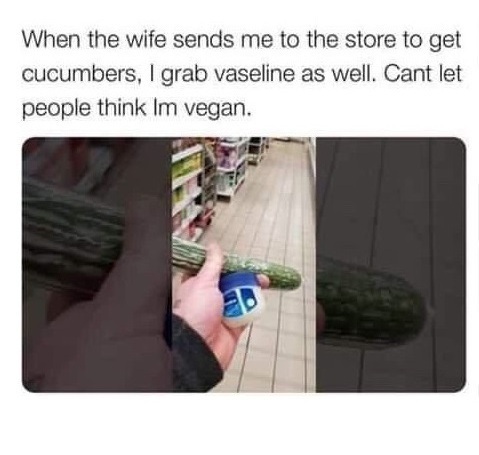 When the wife sends me to the store to get
cucumbers, I grab vaseline as well. Cant let
people think Im vegan.